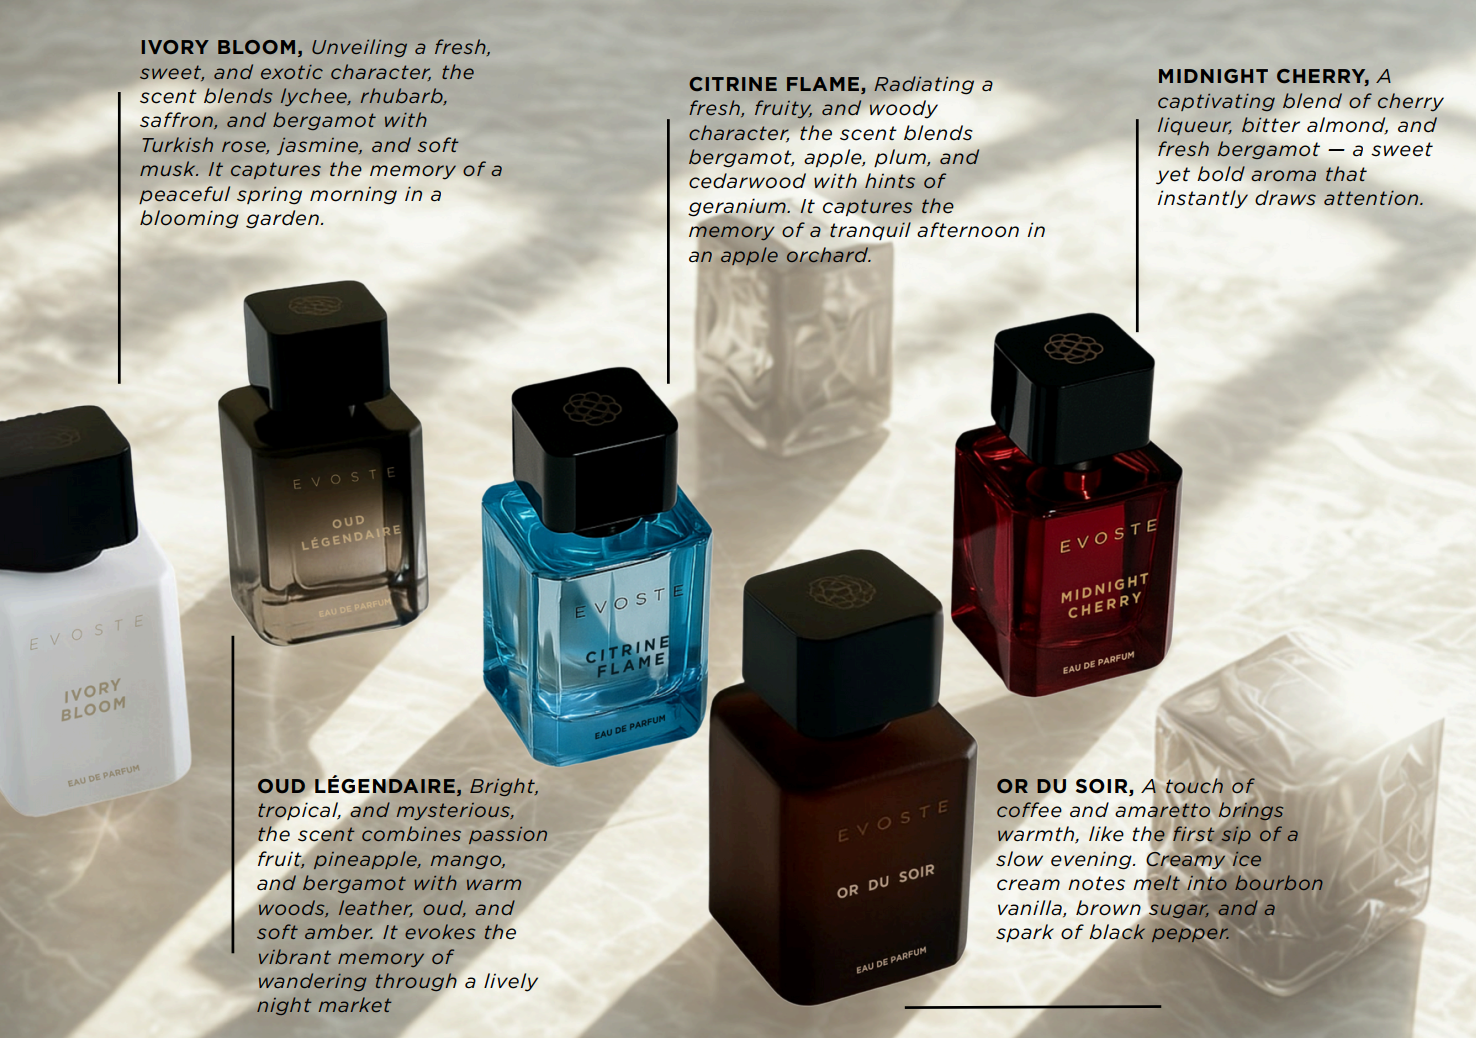 IVORY BLOOM, Unveiling a fresh,
sweet, and exotic character, the
scent blends lychee, rhubarb,
saffron, and bergamot with
Turkish rose, jasmine, and soft
musk. It captures the memory of a
peaceful spring morning in a
blooming garden.
CITRINE FLAME, Radiating a
fresh, fruity, and woody
character, the scent blends
bergamot, apple, plum, and
cedarwood with hints of
geranium. It captures the
memory of a tranquil afternoon in
an apple orchard.
MIDNIGHT CHERRY, A
captivating blend of cherry
liqueur, bitter almond, and
fresh bergamot — a sweet
yet bold aroma that
instantly draws attention.
EVOSTE
IVORY
BLOOM
EAU DE PARFUM
EVOSTE
OUD
LÉGENDAIRE
EAU DE PARFUM
EVOSTE
CITRINE
FLAME
EAU DE PARFUM
EVOSTE
MIDNIGHT
CHERRY
EAU DE PARFUM
EVOSTE
OR DU SOIR
EAU DE PARFUM
OUD LÉGENDAIRE, Bright,
tropical, and mysterious,
the scent combines passion
fruit, pineapple, mango,
and bergamot with warm
woods, leather, oud, and
soft amber. It evokes the
vibrant memory of
wandering through a lively
night market
OR DU SOIR, A touch of
coffee and amaretto brings
warmth, like the first sip of a
slow evening. Creamy ice
cream notes melt into bourbon
vanilla, brown sugar, and a
spark of black pepper.